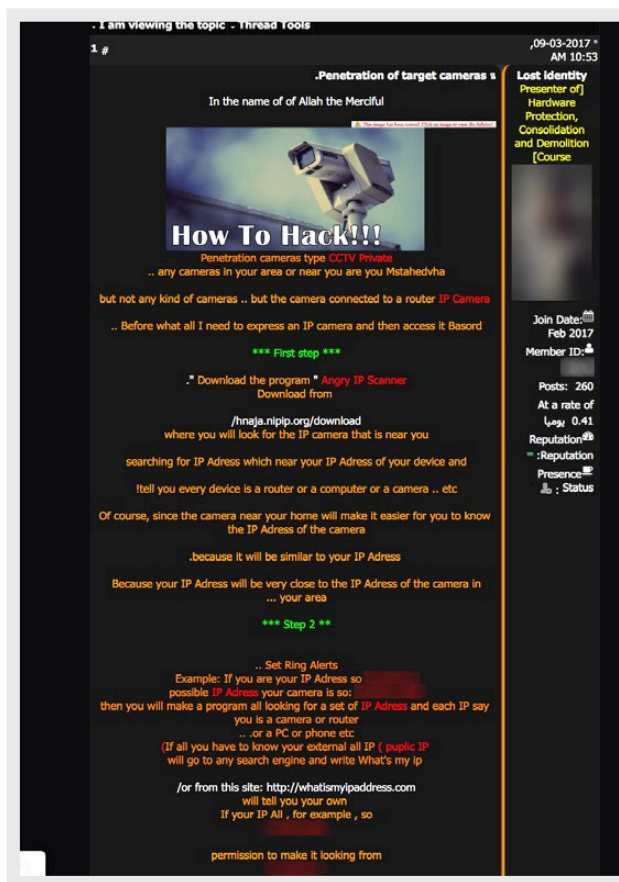 - I am viewing the topic - Thread Tools
1 #
,09-03-2017 *
AM 10:53
.Penetration of target cameras
In the name of of Allah the Merciful
How To Hack!!!
Penetration cameras type CCTV Private
.. any cameras in your area or near you are you Mstahedvha
but not any kind of cameras .. but the camera connected to a router IP Camera
.. Before what all I need to express an IP camera and then access it Basord
*** First step ***
." Download the program " Angry IP Scanner
Download from
/hnaja.nipip.org/download
where you will look for the IP camera that is near you
searching for IP Adress which near your IP Adress of your device and
!tell you every device is a router or a computer or a camera .. etc
Of course, since the camera near your home will make it easier for you to know
the IP Adress of the camera
.because it will be similar to your IP Adress
Because your IP Adress will be very close to the IP Adress of the camera in
... your area
*** Step 2 **
.. Set Ring Alerts
Example: If you are your IP Adress so
possible IP Adress your camera is so:
then you will make a program all looking for a set of IP Adress and each IP say
you is a camera or router
.. .or a PC or phone etc
(If all you have to know your external all IP ( puplic IP
will go to any search engine and write What's my ip
/or from this site: http://whatismyipaddress.com
will tell you your own
If your IP All , for example , so
permission to make it looking from
Lost identity
Presenter of]
Hardware
Protection,
Consolidation
and Demolition
[Course
Join Date:
Feb 2017
Member ID:
Posts: 260
At a rate of
0.41 يوميا
Reputation
:Reputation
Presence
: Status